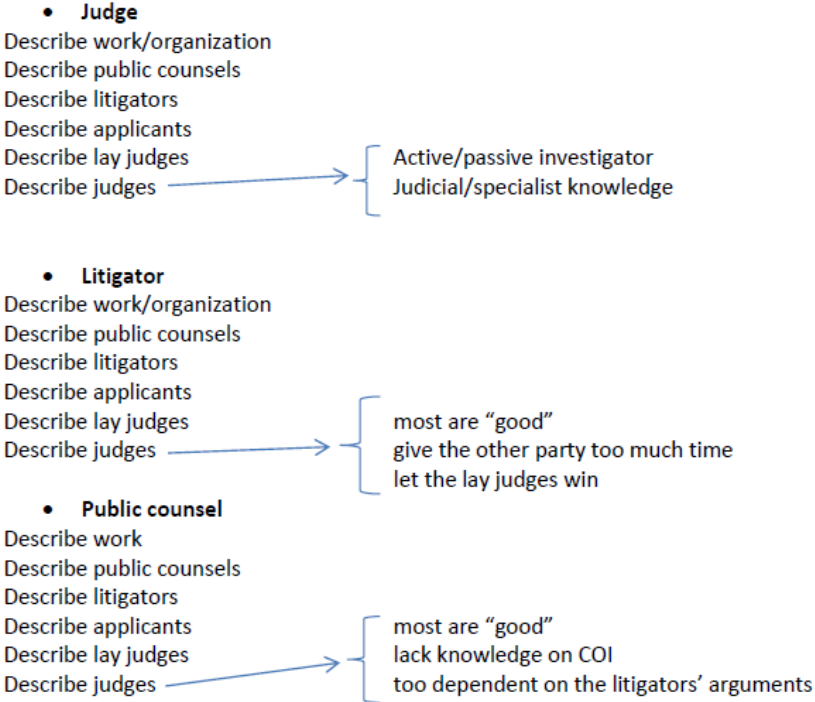 • Judge
Describe work/organization
Describe public counsels
Describe litigators
Describe applicants
Describe lay judges
Active/passive investigator
Describe judges
Judicial/specialist knowledge
• Litigator
Describe work/organization
Describe public counsels
Describe litigators
Describe applicants
Describe lay judges
most are “good”
Describe judges
give the other party too much time
let the lay judges win
• Public counsel
Describe work
Describe public counsels
Describe litigators
Describe applicants
most are “good”
Describe lay judges
lack knowledge on COI
Describe judges
too dependent on the litigators’ arguments